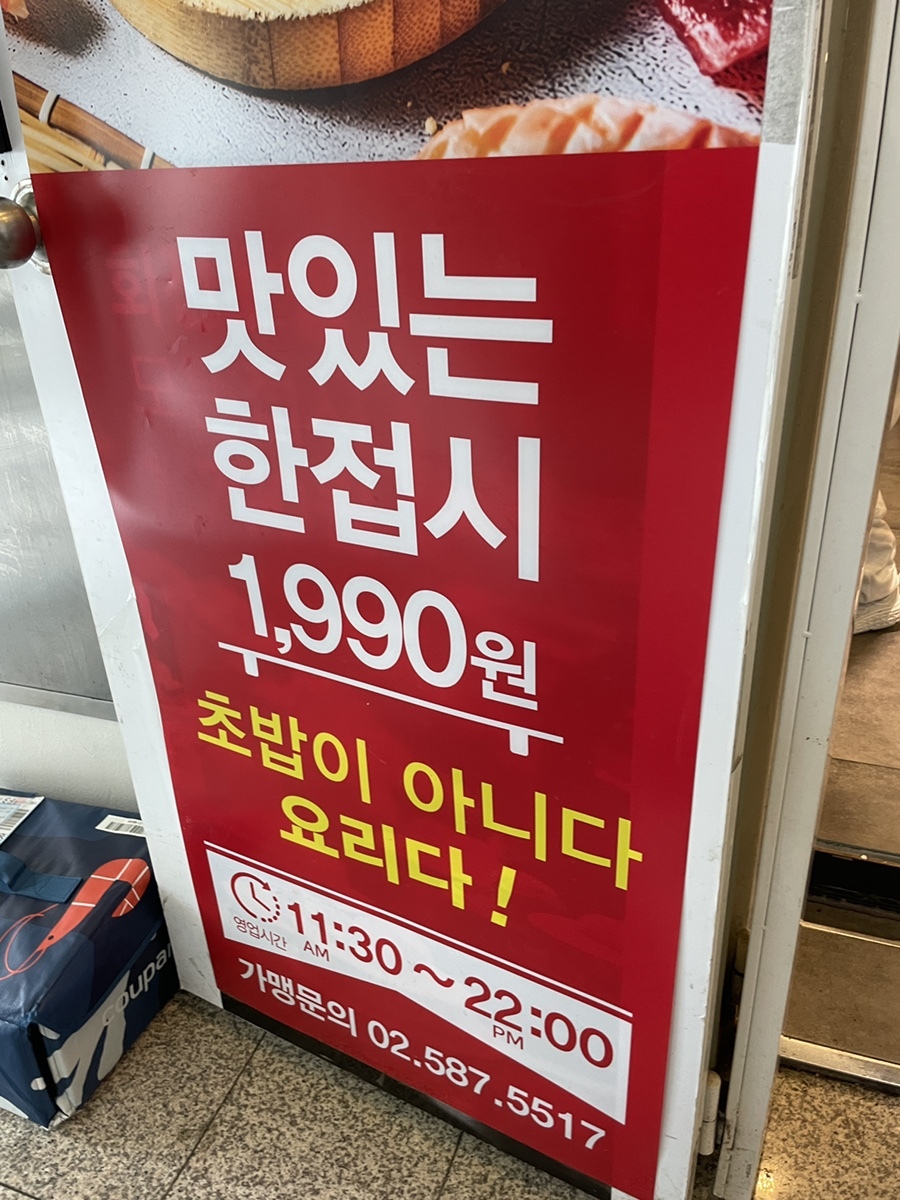 맛있는
한접시
1,990원
초밥이 아니다
요리다!
영업시간 11:30 ~ 22:00
AM PM
가맹문의 02.587.5517
coupa